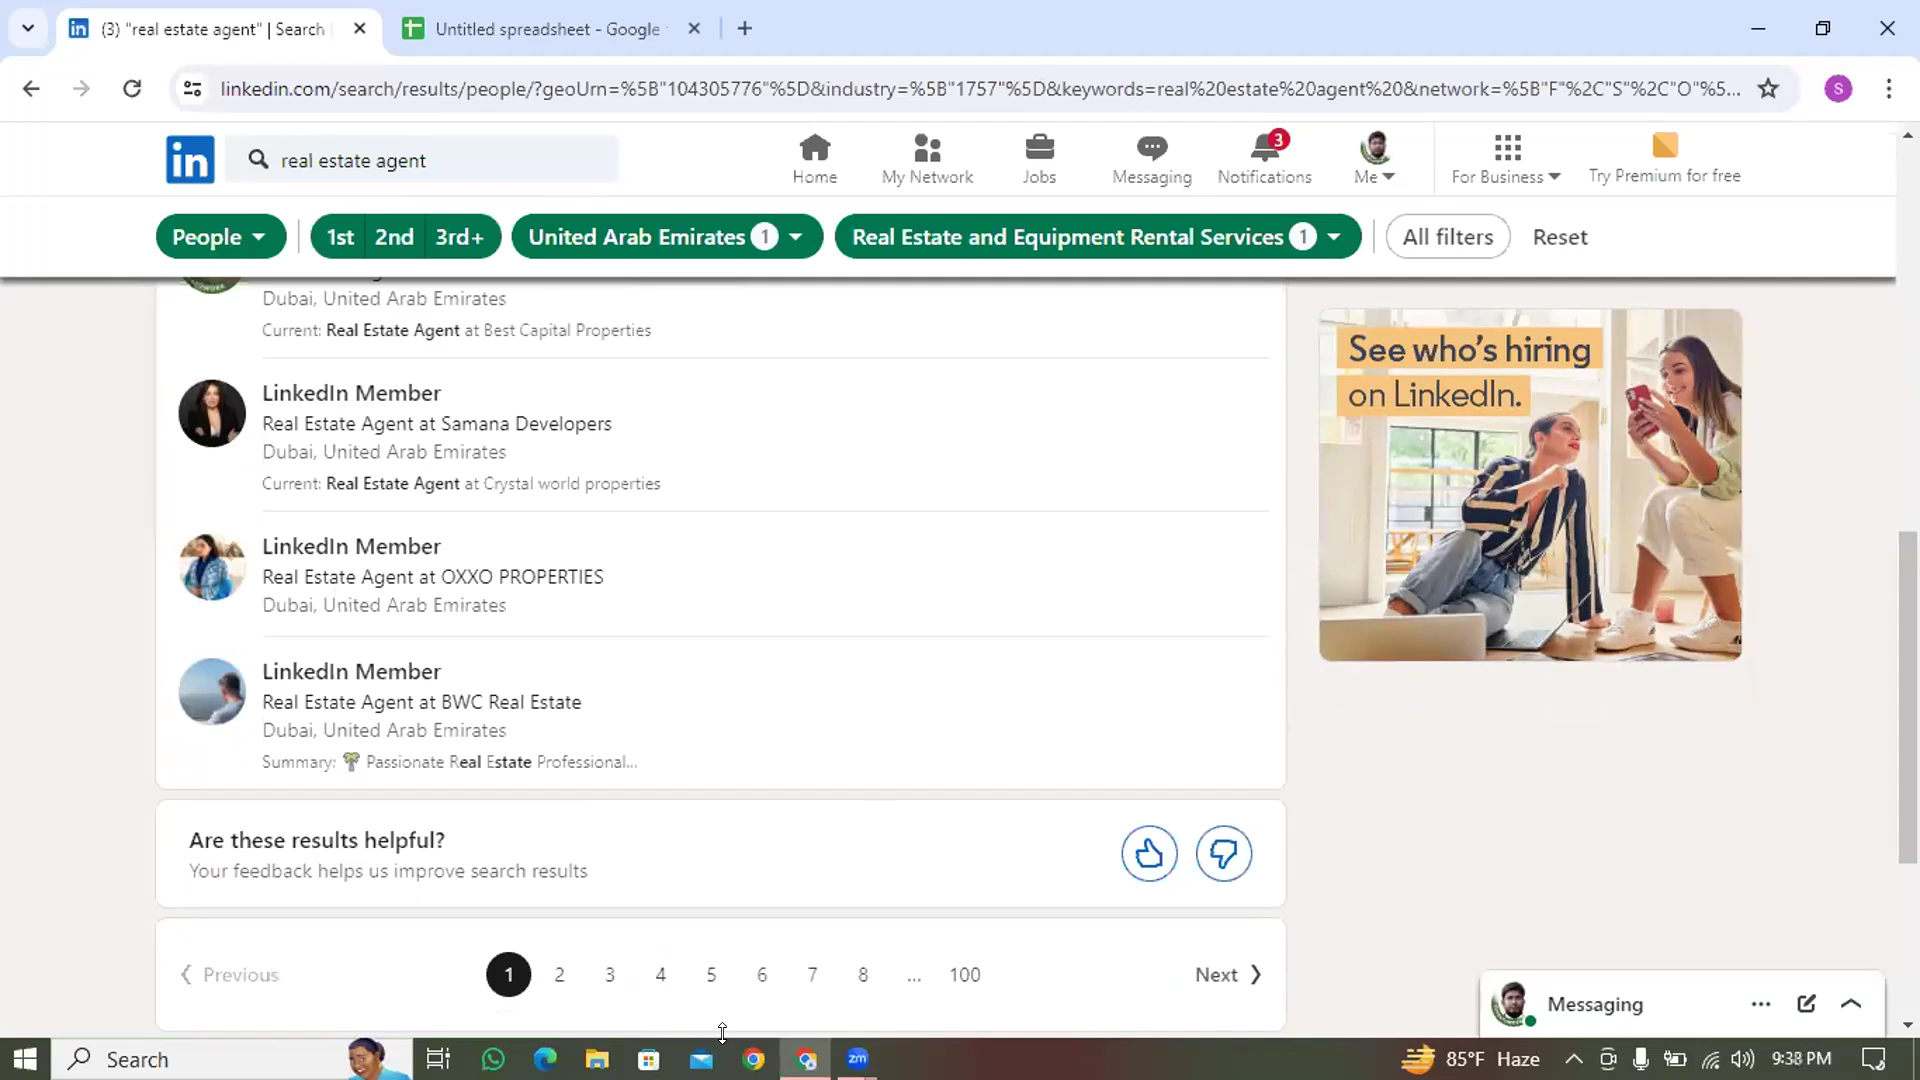 (3) "real estate agent" | Search
Untitled spreadsheet - Google
linkedin.com/search/results/people/?geoUrn=%5B"104305776"%5D&industry=%5B"1757"%5D&keywords=real%20estate%20agent%20&network=%5B"F"%2C"S"%2C"O"%5...
S
in
real estate agent
Home
My Network
Jobs
Messaging
3
Notifications
Me
For Business
Try Premium for free
People
1st 2nd 3rd+
United Arab Emirates 1
Real Estate and Equipment Rental Services 1
All filters
Reset
Dubai, United Arab Emirates
Current: Real Estate Agent at Best Capital Properties
LinkedIn Member
Real Estate Agent at Samana Developers
Dubai, United Arab Emirates
Current: Real Estate Agent at Crystal world properties
LinkedIn Member
Real Estate Agent at OXXO PROPERTIES
Dubai, United Arab Emirates
LinkedIn Member
Real Estate Agent at BWC Real Estate
Dubai, United Arab Emirates
Summary: 🌴 Passionate Real Estate Professional...
See who's hiring
on LinkedIn.
Are these results helpful?
Your feedback helps us improve search results
Previous 1 2 3 4 5 6 7 8 ... 100 Next
Messaging
Search
zm
85°F Haze
9:38 PM